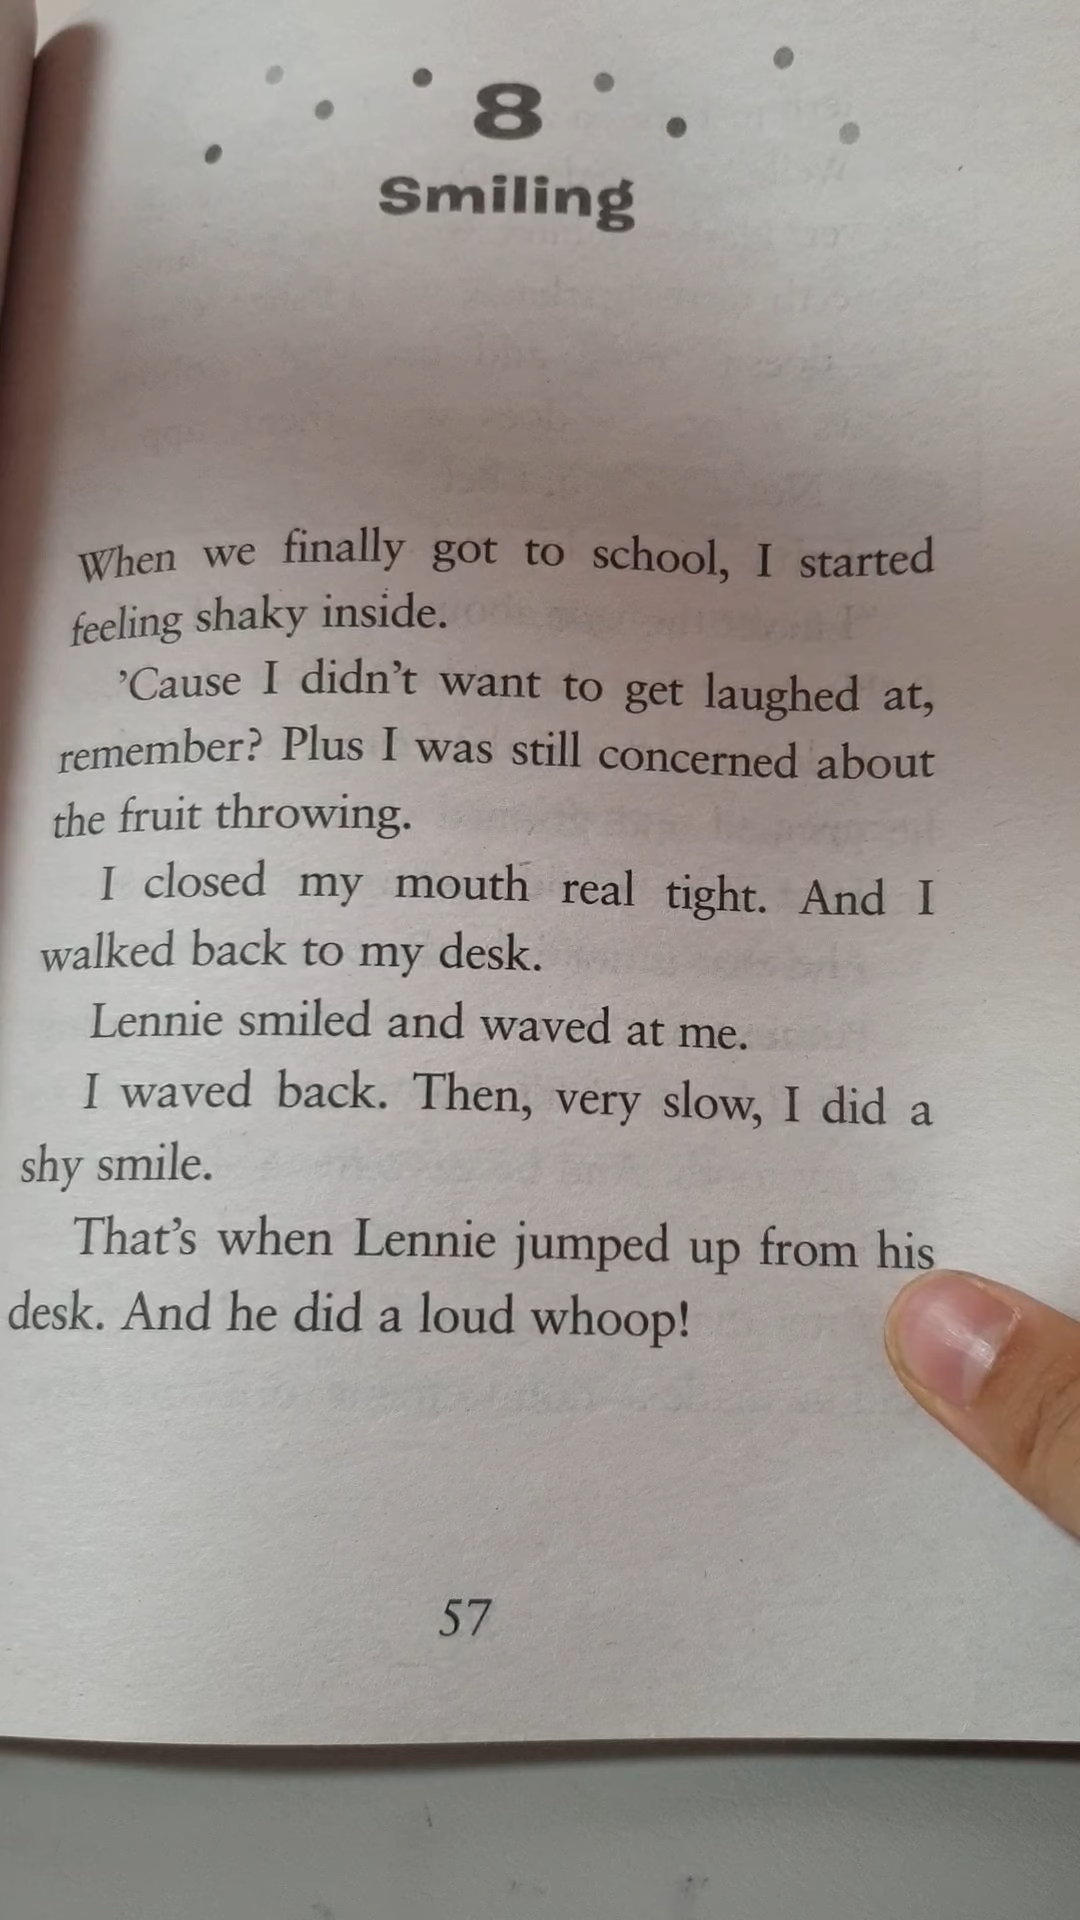 8
Smiling
When we finally got to school, I started
feeling shaky inside.
’Cause I didn’t want to get laughed at,
remember? Plus I was still concerned about
the fruit throwing.
I closed my mouth real tight. And I
walked back to my desk.
Lennie smiled and waved at me.
I waved back. Then, very slow, I did a
shy smile.
That’s when Lennie jumped up from his
desk. And he did a loud whoop!
57